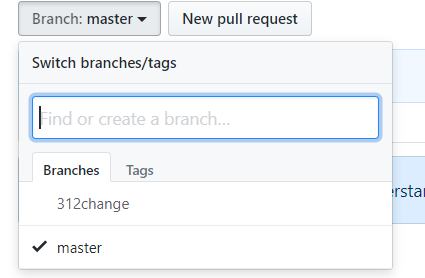 Branch: master New pull request
Switch branches/tags
Find or create a branch...
Branches Tags
312change
master